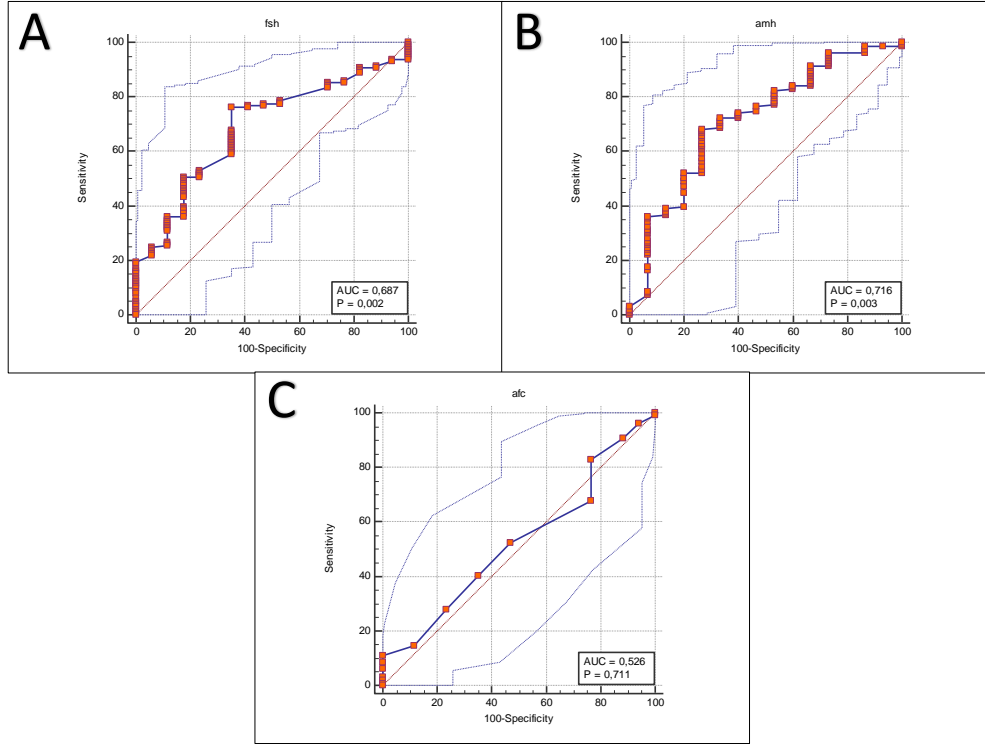 A
fsh
100
80
60
40
20
0
Sensitivity
AUC = 0,687
P = 0,002
0 20 40 60 80 100
100-Specificity
B
amh
100
80
60
40
20
0
Sensitivity
AUC = 0,716
P = 0,003
0 20 40 60 80 100
100-Specificity
C
afc
100
80
60
40
20
0
Sensitivity
AUC = 0,526
P = 0,711
0 20 40 60 80 100
100-Specificity